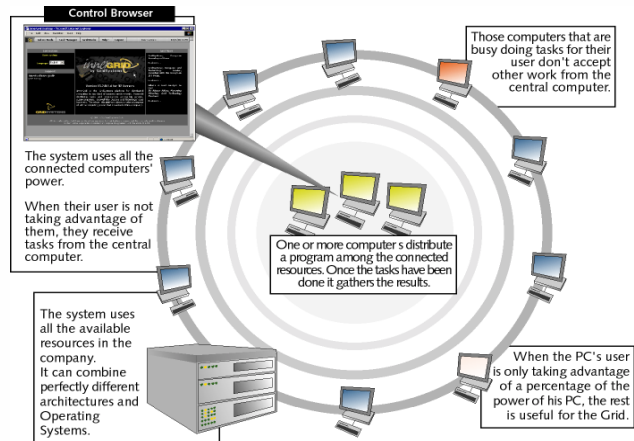 Control Browser
innoGRID
The system uses all the
connected computers'
power.
When their user is not
taking advantage of
them, they receive
tasks from the central
computer.
Those computers that are
busy doing tasks for their
user don't accept
other work from the
central computer.
One or more computer s distribute
a program among the connected
resources. Once the tasks have been
done it gathers the results.
The system uses
all the available
resources in the
company.
It can combine
perfectly different
architectures and
Operating
Systems.
When the PC's user
is only taking advantage
of a percentage of the
power of his PC, the rest
is useful for the Grid.